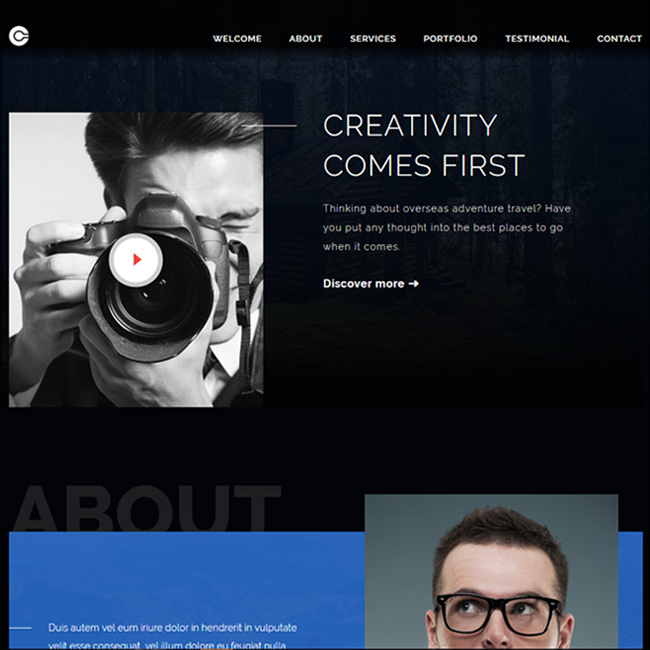 WELCOME ABOUT SERVICES PORTFOLIO TESTIMONIAL CONTACT
CREATIVITY
COMES FIRST
Thinking about overseas adventure travel? Have
you put any thought into the best places to go
when it comes.
Discover more ➔
ABOUT
Duis autem vel eum iriure dolor in hendrerit in vulputate
velit esse consequat, vel illum dolore eu feugiat nulla